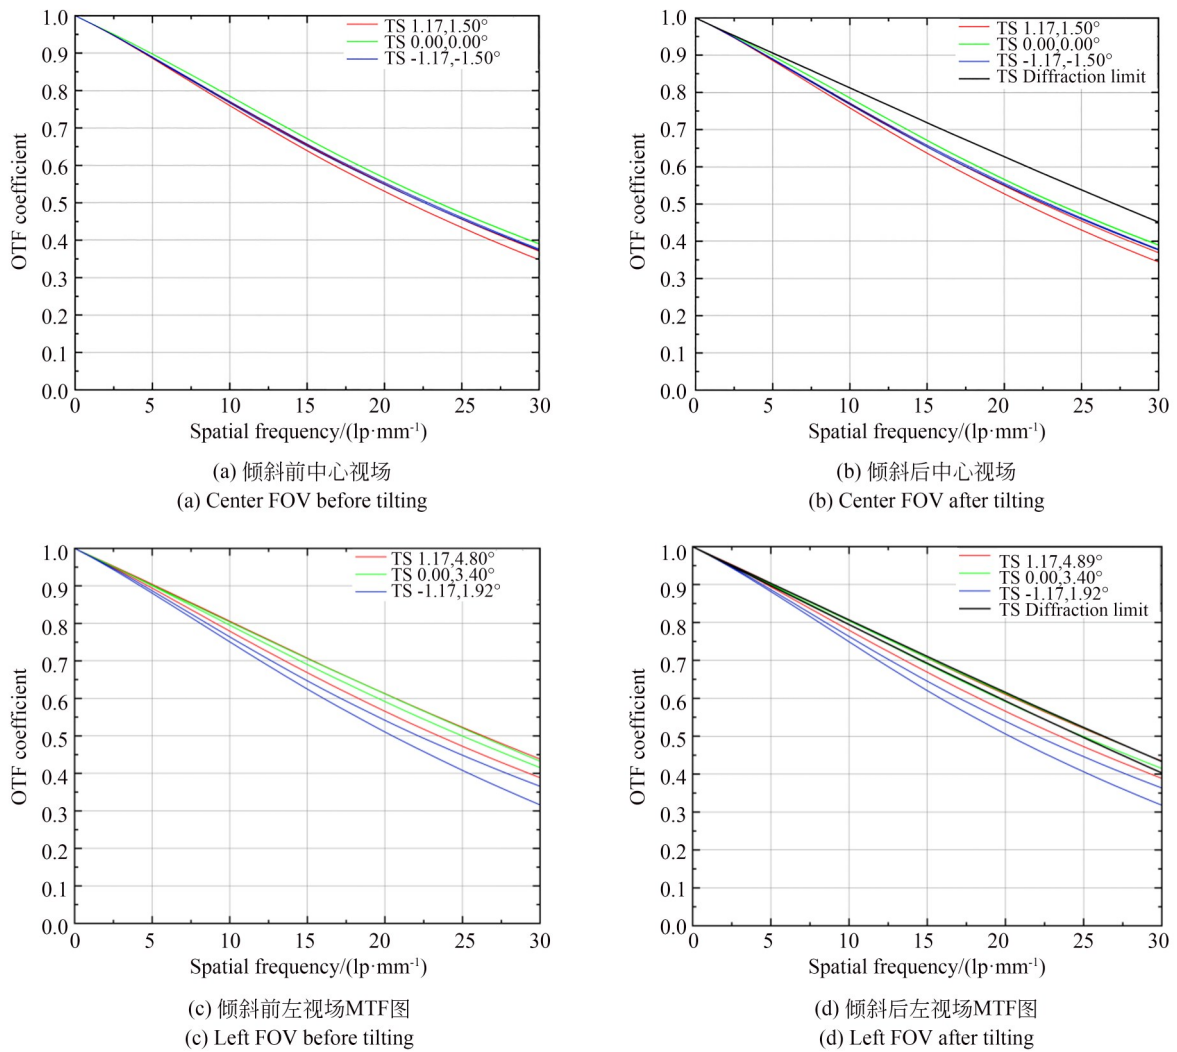 1.0
0.9
0.8
0.7
0.6
0.5
0.4
0.3
0.2
0.1
0.0
OTF coefficient
TS 1.17,1.50°
TS 0.00,0.00°
TS -1.17,-1.50°
0 5 10 15 20 25 30
Spatial frequency/(lp·mm⁻¹)
(a) 倾斜前中心视场
(a) Center FOV before tilting
1.0
0.9
0.8
0.7
0.6
0.5
0.4
0.3
0.2
0.1
0.0
OTF coefficient
TS 1.17,1.50°
TS 0.00,0.00°
TS -1.17,-1.50°
TS Diffraction limit
0 5 10 15 20 25 30
Spatial frequency/(lp·mm⁻¹)
(b) 倾斜后中心视场
(b) Center FOV after tilting
1.0
0.9
0.8
0.7
0.6
0.5
0.4
0.3
0.2
0.1
0.0
OTF coefficient
TS 1.17,4.80°
TS 0.00,3.40°
TS -1.17,1.92°
0 5 10 15 20 25 30
Spatial frequency/(lp·mm⁻¹)
(c) 倾斜前左视场MTF图
(c) Left FOV before tilting
1.0
0.9
0.8
0.7
0.6
0.5
0.4
0.3
0.2
0.1
0.0
OTF coefficient
TS 1.17,4.89°
TS 0.00,3.40°
TS -1.17,1.92°
TS Diffraction limit
0 5 10 15 20 25 30
Spatial frequency/(lp·mm⁻¹)
(d) 倾斜后左视场MTF图
(d) Left FOV after tilting